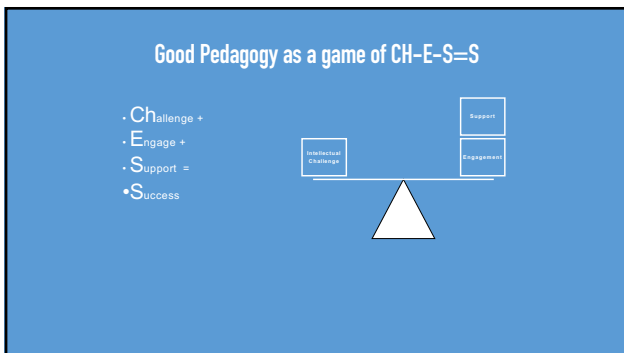 Good Pedagogy as a game of CH-E-S=S
• Challenge +
• Engage +
• Support =
•Success
Support
Intellectual
Challenge
Engagement